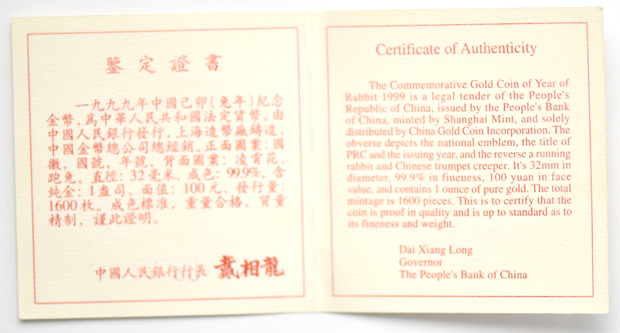 鉴定證書
一九九九年中國己卯(兔年)紀念
金幣,為中華人民共和國法定貨幣,由
中國人民銀行發行,上海造幣廠鑄造,
中國金幣總公司總經銷。正面圖案:國
徽、國號、年號,背面圖案:凌霄花、
跑兔。直徑:32毫米,成色:99.9%,含
純金:1盎司,面值:100元,發行量:
1600枚。成色標准,重量合格,質量
精制,謹此證明。
中國人民銀行行長 戴相龍
Certificate of Authenticity
The Commemorative Gold Coin of Year of
Rabbit 1999 is a legal tender of the People's
Republic of China, issued by the People's Bank
of China, minted by Shanghai Mint, and solely
distributed by China Gold Coin Incorporation. The
obverse depicts the national emblem, the title of
PRC and the issuing year, and the reverse a running
rabbit and Chinese trumpet creeper. It's 32mm in
diameter, 99.9% in fineness, 100 yuan in face
value, and contains 1 ounce of pure gold. The total
mintage is 1600 pieces. This is to certify that the
coin is proof in quality and is up to standard as to
its fineness and weight.
Dai Xiang Long
Governor
The People's Bank of China